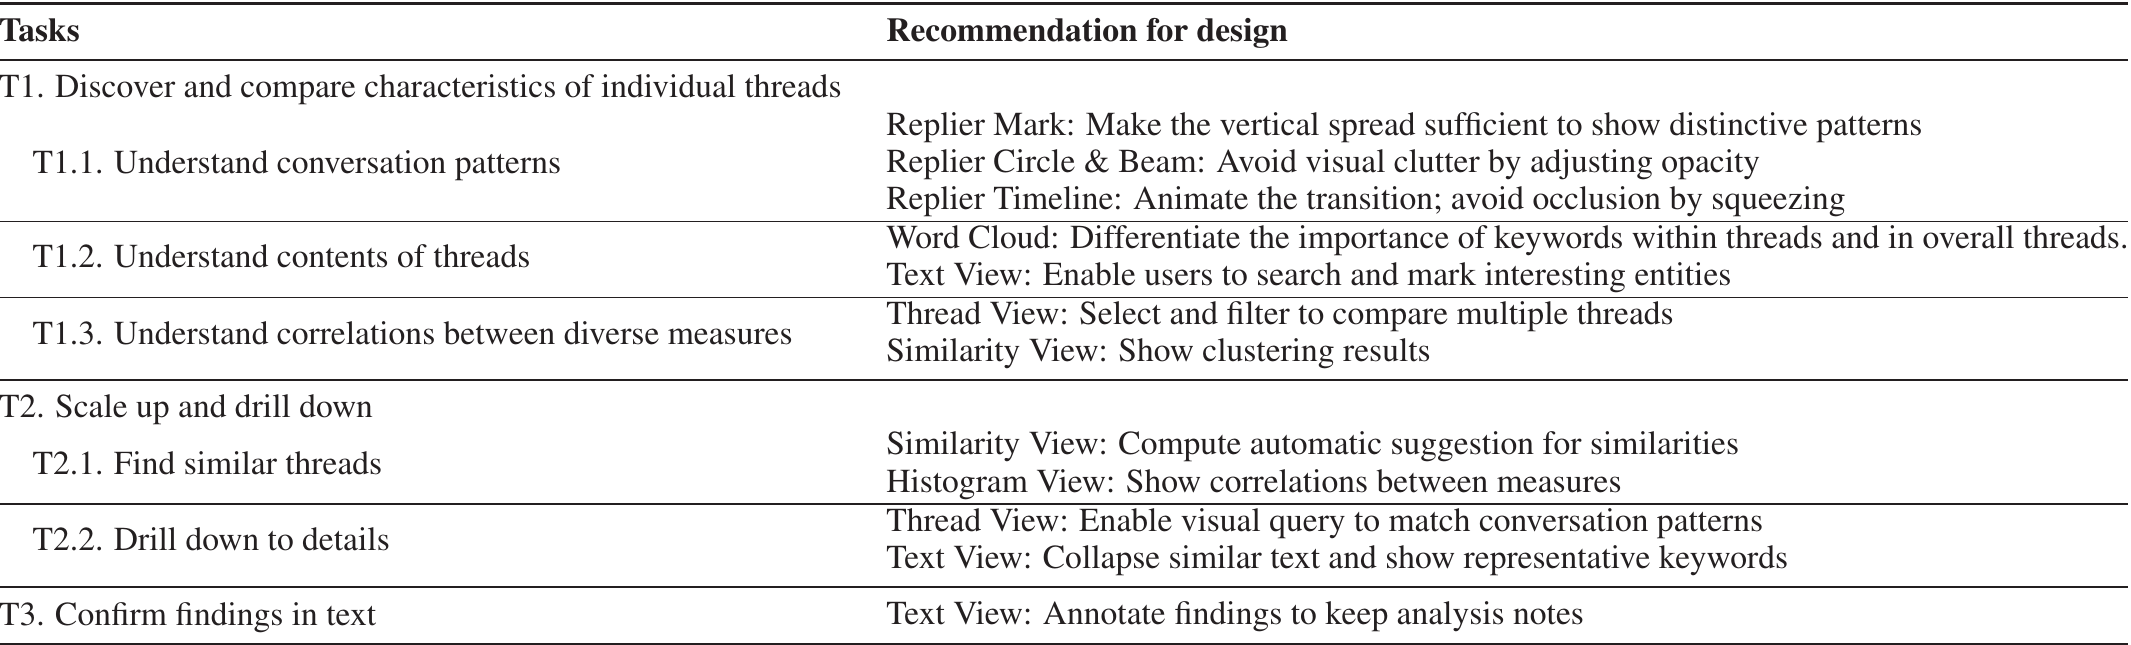 Tasks Recommendation for design
T1. Discover and compare characteristics of individual threads
T1.1. Understand conversation patterns
Replier Mark: Make the vertical spread sufficient to show distinctive patterns
Replier Circle & Beam: Avoid visual clutter by adjusting opacity
Replier Timeline: Animate the transition; avoid occlusion by squeezing
T1.2. Understand contents of threads
Word Cloud: Differentiate the importance of keywords within threads and in overall threads.
Text View: Enable users to search and mark interesting entities
T1.3. Understand correlations between diverse measures
Thread View: Select and filter to compare multiple threads
Similarity View: Show clustering results
T2. Scale up and drill down
T2.1. Find similar threads
Similarity View: Compute automatic suggestion for similarities
Histogram View: Show correlations between measures
T2.2. Drill down to details
Thread View: Enable visual query to match conversation patterns
Text View: Collapse similar text and show representative keywords
T3. Confirm findings in text
Text View: Annotate findings to keep analysis notes